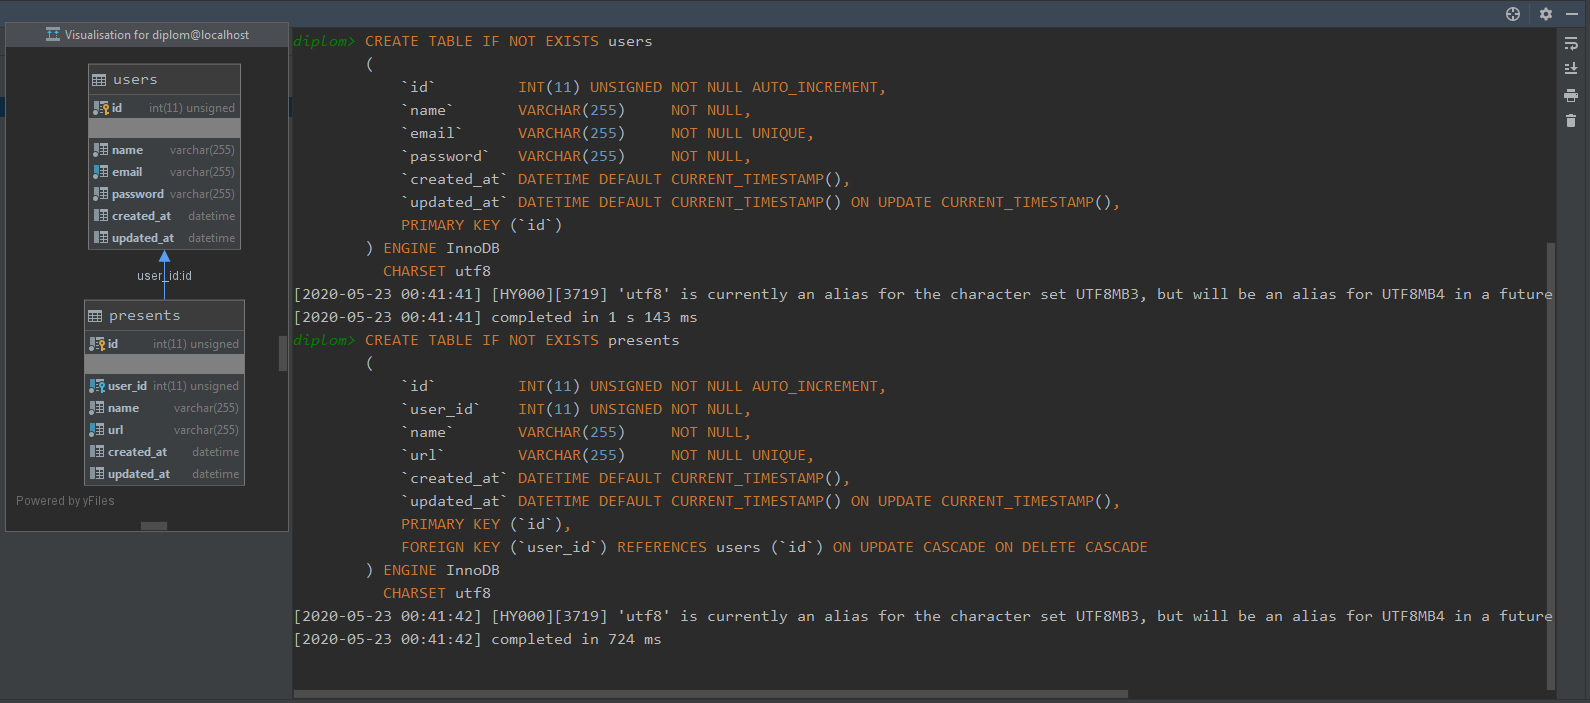 Visualisation for diplom@localhost
users
id int(11) unsigned
name varchar(255)
email varchar(255)
password varchar(255)
created_at datetime
updated_at datetime
user_id:id
presents
id int(11) unsigned
user_id int(11) unsigned
name varchar(255)
url varchar(255)
created_at datetime
updated_at datetime
Powered by yFiles
diplom> CREATE TABLE IF NOT EXISTS users
(
`id` INT(11) UNSIGNED NOT NULL AUTO_INCREMENT,
`name` VARCHAR(255) NOT NULL,
`email` VARCHAR(255) NOT NULL UNIQUE,
`password` VARCHAR(255) NOT NULL,
`created_at` DATETIME DEFAULT CURRENT_TIMESTAMP(),
`updated_at` DATETIME DEFAULT CURRENT_TIMESTAMP() ON UPDATE CURRENT_TIMESTAMP(),
PRIMARY KEY (`id`)
) ENGINE InnoDB
CHARSET utf8
[2020-05-23 00:41:41] [HY000][3719] 'utf8' is currently an alias for the character set UTF8MB3, but will be an alias for UTF8MB4 in a future
[2020-05-23 00:41:41] completed in 1 s 143 ms
diplom> CREATE TABLE IF NOT EXISTS presents
(
`id` INT(11) UNSIGNED NOT NULL AUTO_INCREMENT,
`user_id` INT(11) UNSIGNED NOT NULL,
`name` VARCHAR(255) NOT NULL,
`url` VARCHAR(255) NOT NULL UNIQUE,
`created_at` DATETIME DEFAULT CURRENT_TIMESTAMP(),
`updated_at` DATETIME DEFAULT CURRENT_TIMESTAMP() ON UPDATE CURRENT_TIMESTAMP(),
PRIMARY KEY (`id`),
FOREIGN KEY (`user_id`) REFERENCES users (`id`) ON UPDATE CASCADE ON DELETE CASCADE
) ENGINE InnoDB
CHARSET utf8
[2020-05-23 00:41:42] [HY000][3719] 'utf8' is currently an alias for the character set UTF8MB3, but will be an alias for UTF8MB4 in a future
[2020-05-23 00:41:42] completed in 724 ms